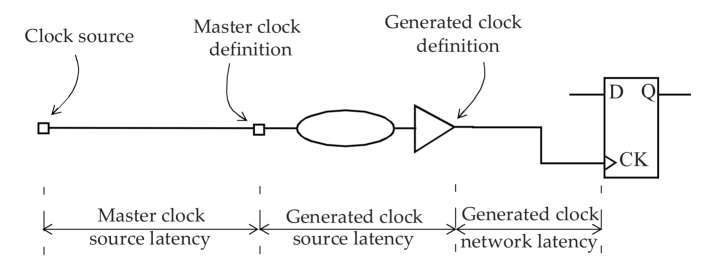 Clock source
Master clock
definition
Generated clock
definition
D Q
CK
Master clock
source latency
Generated clock
source latency
Generated clock
network latency